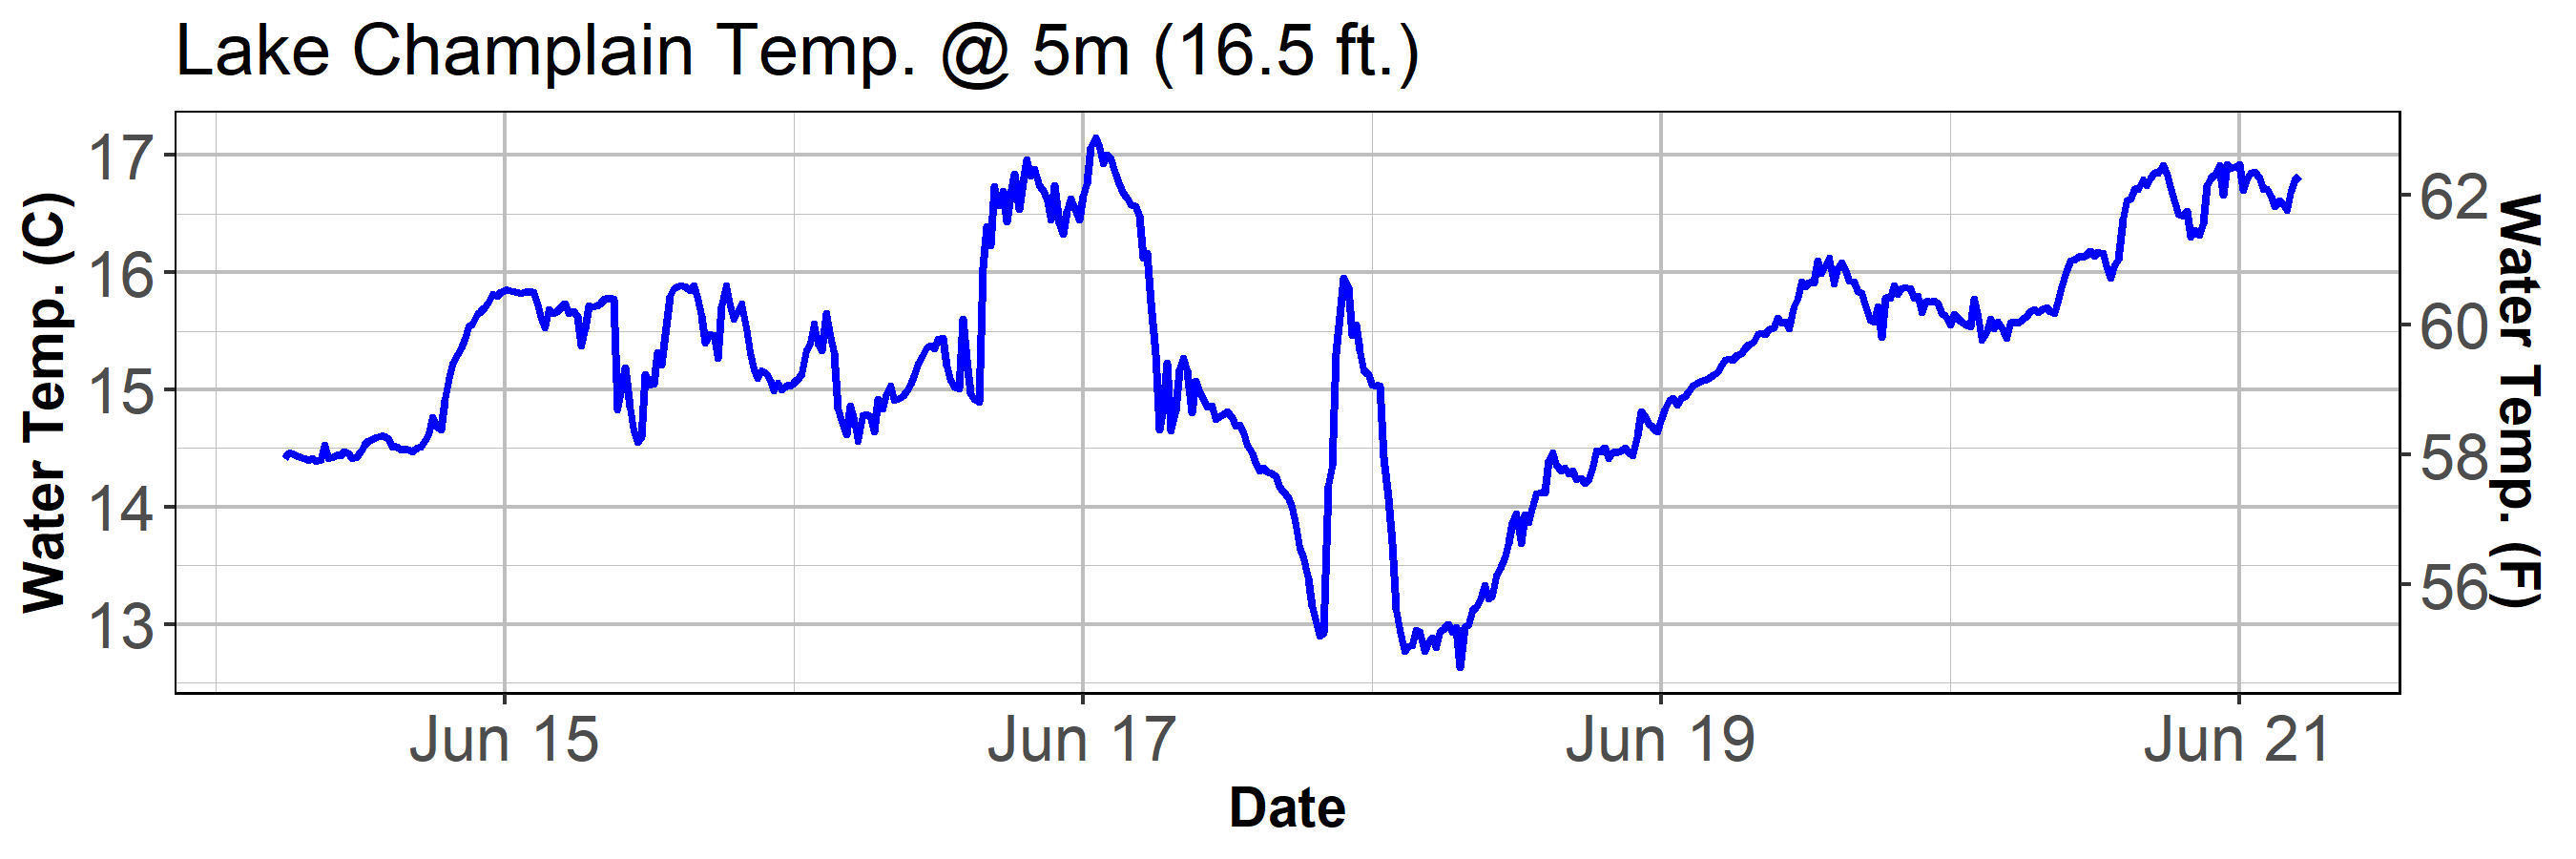 Lake Champlain Temp. @ 5m (16.5 ft.)
Water Temp. (C)
17
16
15
14
13
62
60
58
56
Water Temp. (F)
Jun 15
Jun 17
Jun 19
Jun 21
Date